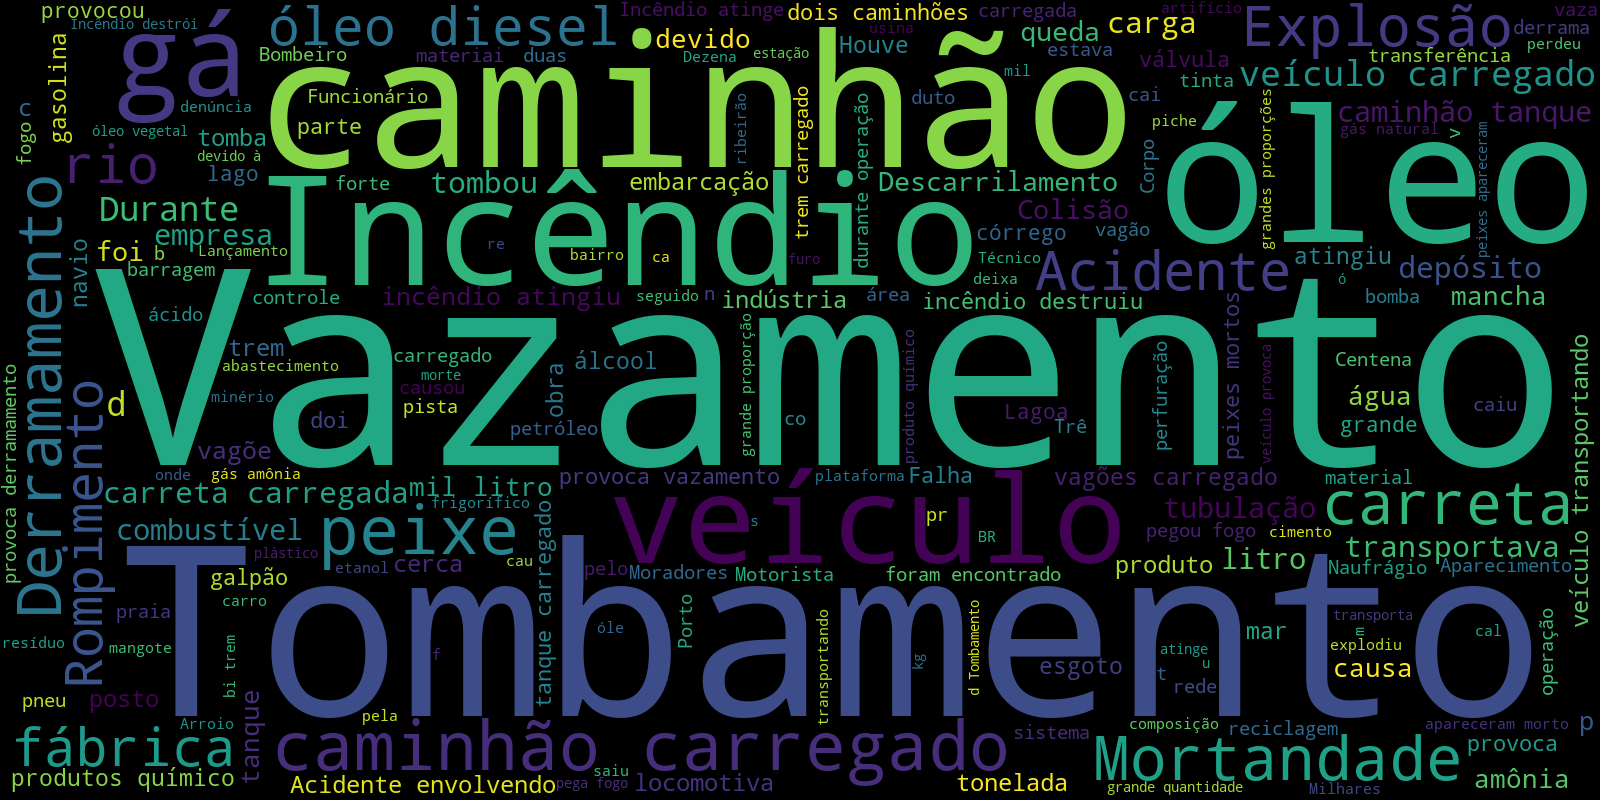 provocou
Incêndio destrói
óleo diesel
gá
Incêndio atinge
dois caminhões
carregada
artifício
vaza
usina
carga
Explosão
derrama
perdeu
gasolina
Bombeiro
materiai
duas
devido
Dezena
estação
Houve
queda
estava
válvula
transferência
tinta
veículo carregado
caminhão
mil
denúncia
Funcionário
parte
ribeirão
trem carregado
durante operação
duto
cai
piche
grandes proporções
caminhão tanque
gás natural
v
peixes apareceram
c
fogo
óleo vegetal
tomba
devido à
lago
rio
óleo
Corpo
forte
tombou
embarcação
Descarrilamento
Colisão
Derramamento
navio
Durante
empresa
Incêndio
córrego
vagão
foi
b
Lançamento
barragem
re
bairro
ca
furo
Técnico
deixa
Acidente
atingiu
ó
depósito
controle
incêndio atingiu
seguido
n
indústria
área
incêndio destruiu
bomba
mancha
ácido
Vazamento
trem
carregado
abastecimento
morte
causou
minério
pista
doi
obra
álcool
petróleo
grande proporção
co
produto químico
Lagoa
Trê
perfuração
peixes mortos
veículo provoca
Centena
água
grande
caiu
veículo transportando
provoca derramamento
Rompimento
d
vagõe
onde
gás amônia
provoca vazamento
plataforma
Falha
vagões carregado
material
carreta carregada
mil litro
frigorífico
veículo
pr
s
BR
tubulação
pegou fogo
cimento
carreta
combustível
peixe
plástico
etanol
cerca
cau
pelo
Moradores
Motorista
foram encontrado
produto
litro
transportava
Naufrágio
Aparecimento
galpão
carro
praia
Tombamento
tanque carregado
óle
Porto
transportando
kg
d Tombamento
esgoto
mar
transporta
m
cal
explodiu
causa
operação
resíduo
mangote
bi trem
f
atinge
u
t
rede
pneu
posto
tanque
Arroio
pela
composição
reciclagem
apareceram morto
p
fábrica
caminhão carregado
sistema
Mortandade
provoca
produtos químico
Acidente envolvendo
saiu
pega fogo
locomotiva
tonelada
grande quantidade
Milhares
amônia